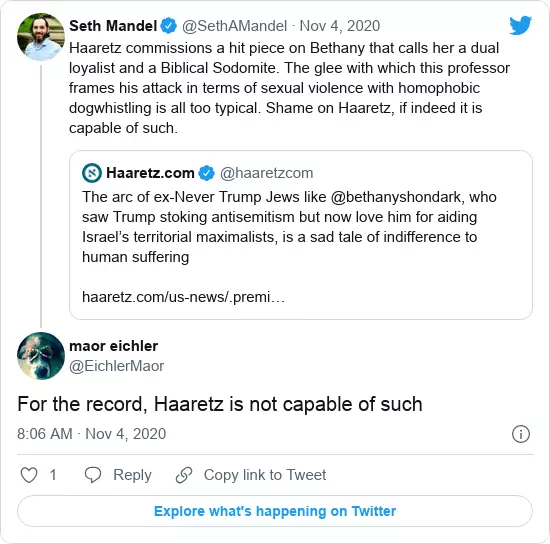 Seth Mandel @SethAMandel · Nov 4, 2020
Haaretz commissions a hit piece on Bethany that calls her a dual
loyalist and a Biblical Sodomite. The glee with which this professor
frames his attack in terms of sexual violence with homophobic
dogwhistling is all too typical. Shame on Haaretz, if indeed it is
capable of such.
Haaretz.com @haaretzcom
The arc of ex-Never Trump Jews like @bethanyshondark, who
saw Trump stoking antisemitism but now love him for aiding
Israel’s territorial maximalists, is a sad tale of indifference to
human suffering
haaretz.com/us-news/.premi…
maor eichler
@EichlerMaor
For the record, Haaretz is not capable of such
8:06 AM · Nov 4, 2020
1 Reply Copy link to Tweet
Explore what's happening on Twitter